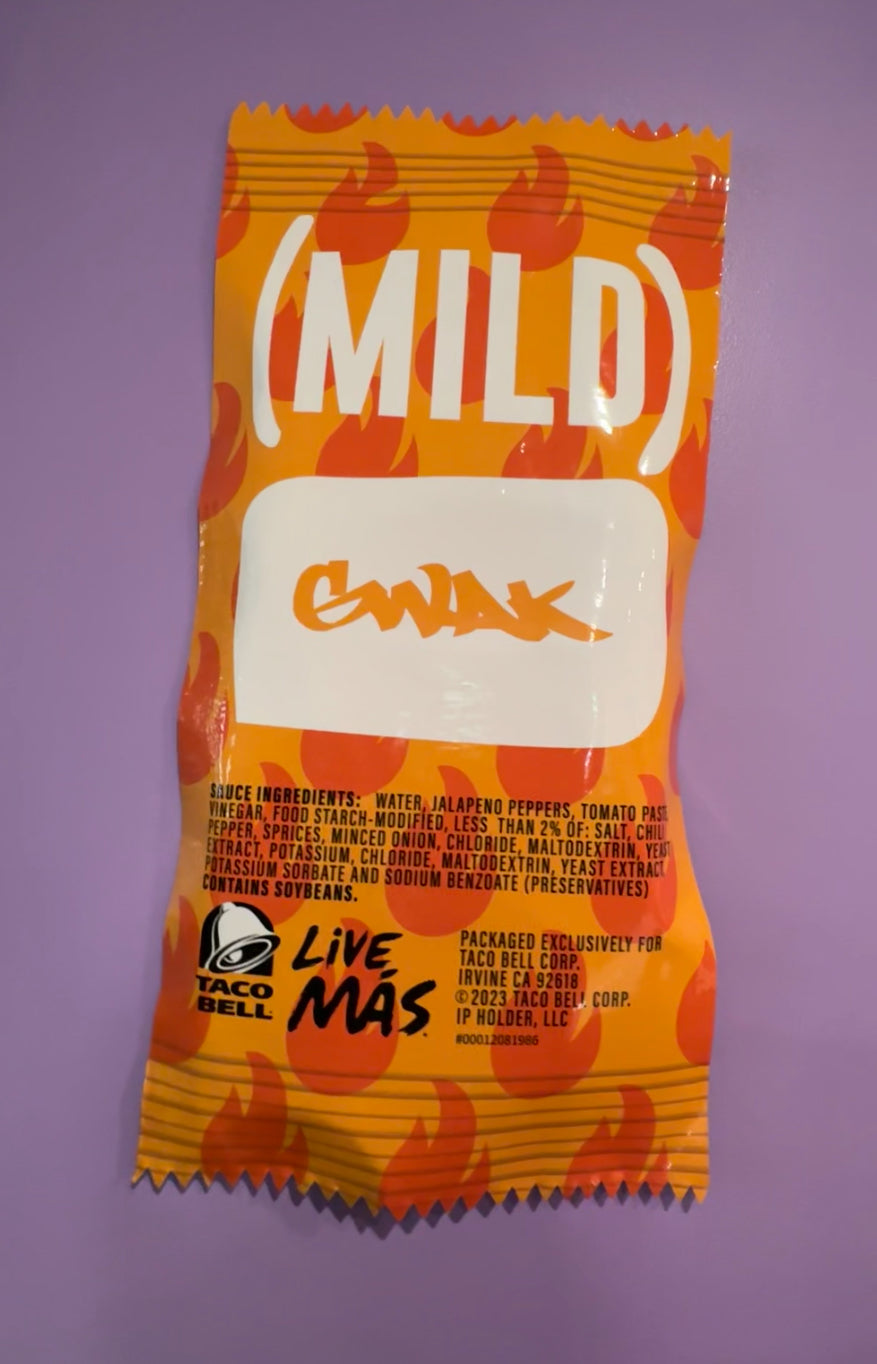 (MILD)
GWAK
SAUCE INGREDIENTS: WATER, JALAPENO PEPPERS, TOMATO PASTE
VINEGAR, FOOD STARCH-MODIFIED, LESS THAN 2% OF: SALT, CHILI
PEPPER, SPRICES, MINCED ONION, CHLORIDE, MALTODEXTRIN, YEAST
EXTRACT, POTASSIUM, CHLORIDE, MALTODEXTRIN, YEAST EXTRACT,
POTASSIUM SORBATE AND SODIUM BENZOATE (PRESERVATIVES)
CONTAINS SOYBEANS.
TACO
BELL
LiVE
MÁS
PACKAGED EXCLUSIVELY FOR
TACO BELL CORP.
IRVINE CA 92618
©2023 TACO BELL CORP.
IP HOLDER, LLC
#00012081986